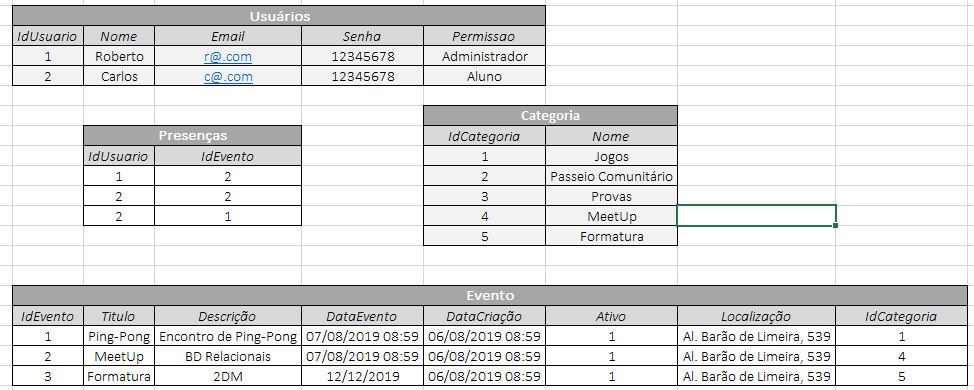 Usuários
IdUsuario Nome Email Senha Permissao
1 Roberto r@.com 12345678 Administrador
2 Carlos c@.com 12345678 Aluno
Categoria
Presenças
IdCategoria Nome
IdUsuario IdEvento
1 Jogos
1 2
2 Passeio Comunitário
2 2
3 Provas
2 1
4 MeetUp
5 Formatura
Evento
IdEvento Titulo Descrição DataEvento DataCriação Ativo Localização IdCategoria
1 Ping-Pong Encontro de Ping-Pong 07/08/2019 08:59 06/08/2019 08:59 1 Al. Barão de Limeira, 539 1
2 MeetUp BD Relacionais 07/08/2019 08:59 06/08/2019 08:59 1 Al. Barão de Limeira, 539 4
3 Formatura 2DM 12/12/2019 06/08/2019 08:59 1 Al. Barão de Limeira, 539 5